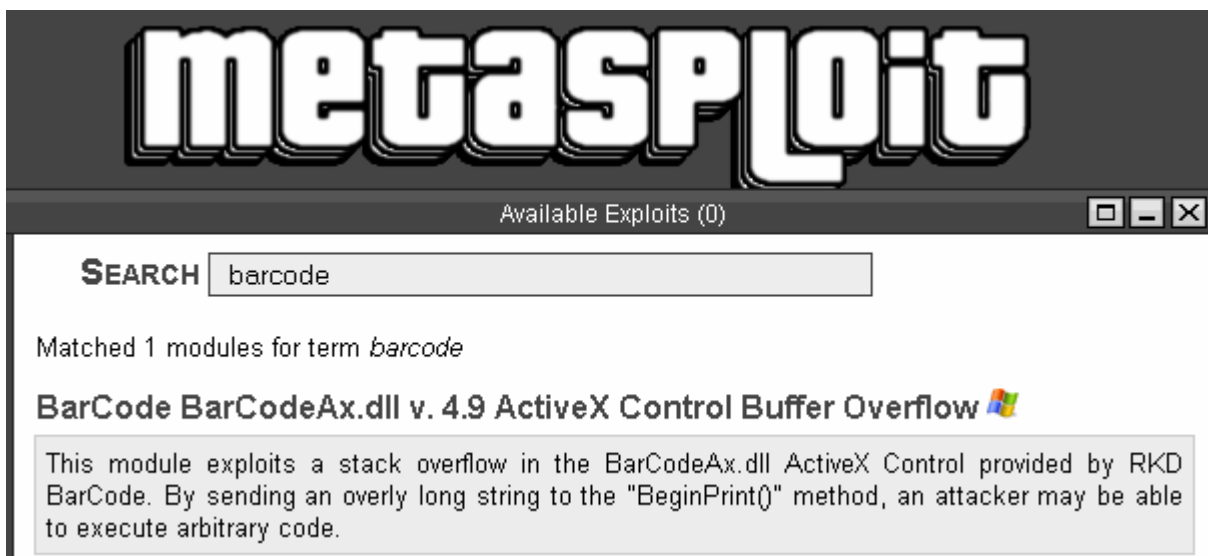 metasploit
Available Exploits (0)
SEARCH barcode
Matched 1 modules for term barcode
BarCode BarCodeAx.dll v. 4.9 ActiveX Control Buffer Overflow
This module exploits a stack overflow in the BarCodeAx.dll ActiveX Control provided by RKD
BarCode. By sending an overly long string to the "BeginPrint()" method, an attacker may be able
to execute arbitrary code.